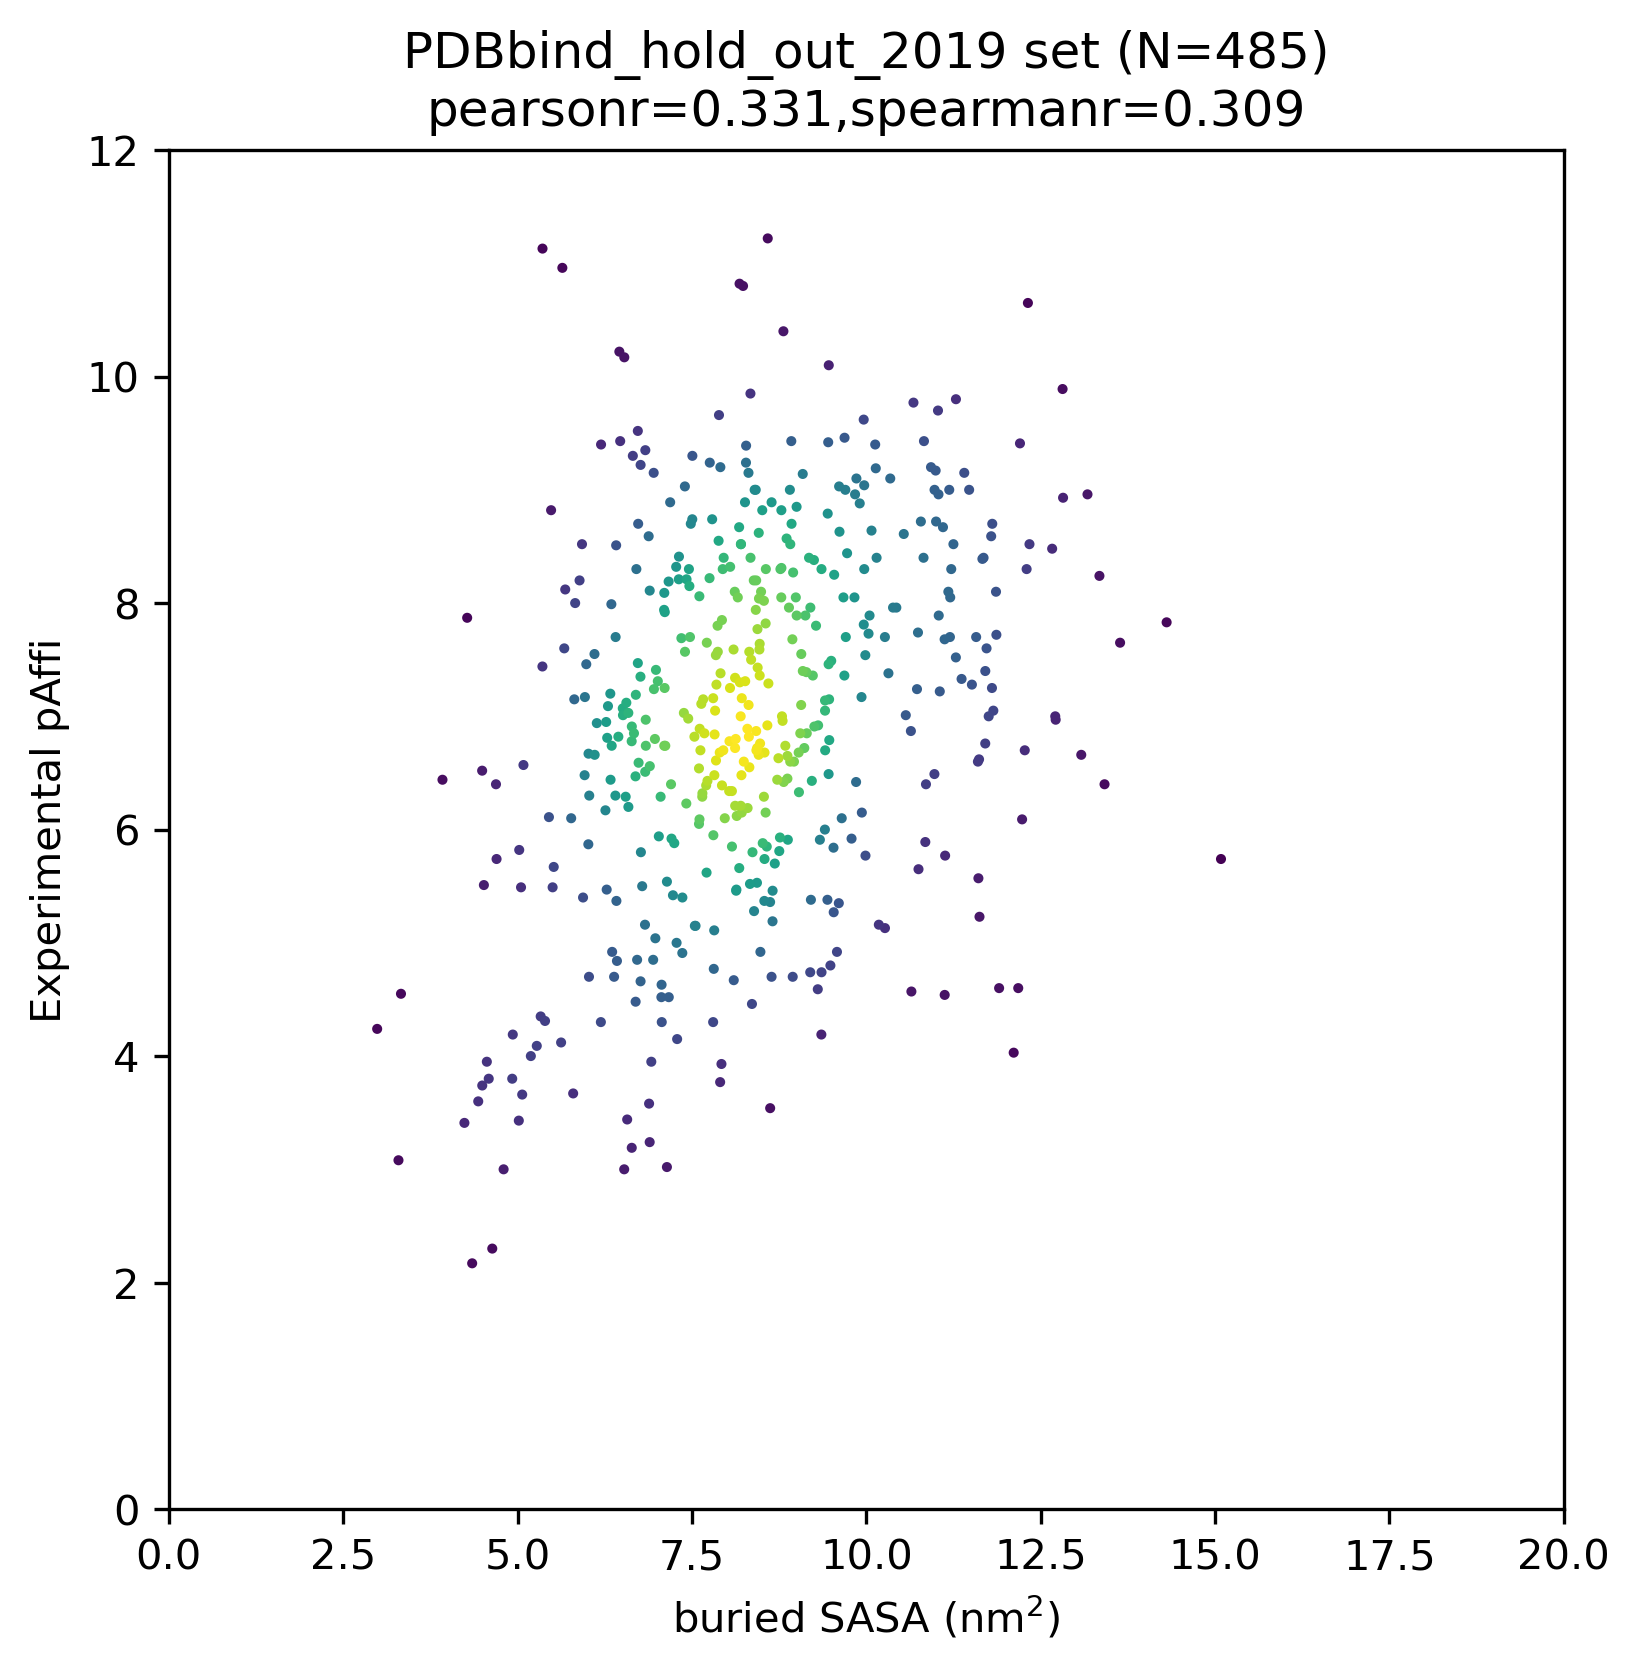 PDBbind_hold_out_2019 set (N=485)
pearsonr=0.331,spearmanr=0.309
12
10
8
6
4
2
0
Experimental pAffi
0.0 2.5 5.0 7.5 10.0 12.5 15.0 17.5 20.0
buried SASA (nm²)